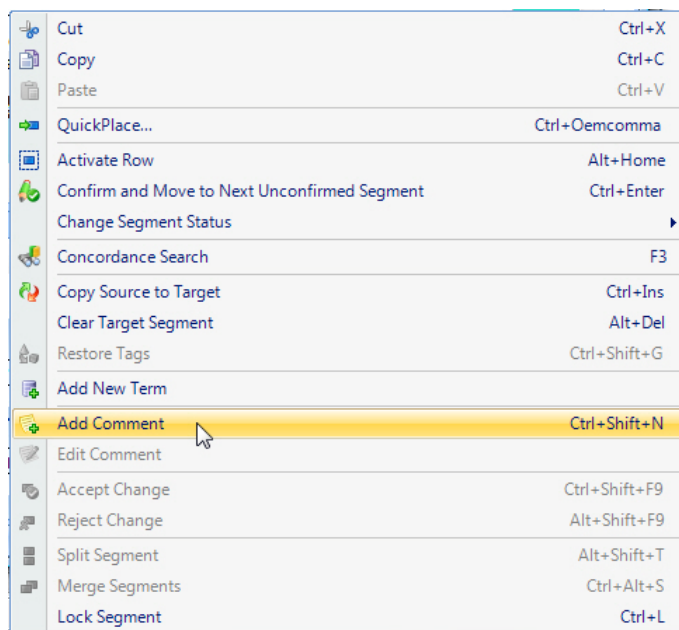 Cut Ctrl+X
Copy Ctrl+C
Paste Ctrl+V
QuickPlace... Ctrl+Oemcomma
Activate Row Alt+Home
Confirm and Move to Next Unconfirmed Segment Ctrl+Enter
Change Segment Status
Concordance Search F3
Copy Source to Target Ctrl+Ins
Clear Target Segment Alt+Del
Restore Tags Ctrl+Shift+G
Add New Term
Add Comment Ctrl+Shift+N
Edit Comment
Accept Change Ctrl+Shift+F9
Reject Change Alt+Shift+F9
Split Segment Alt+Shift+T
Merge Segments Ctrl+Alt+S
Lock Segment Ctrl+L